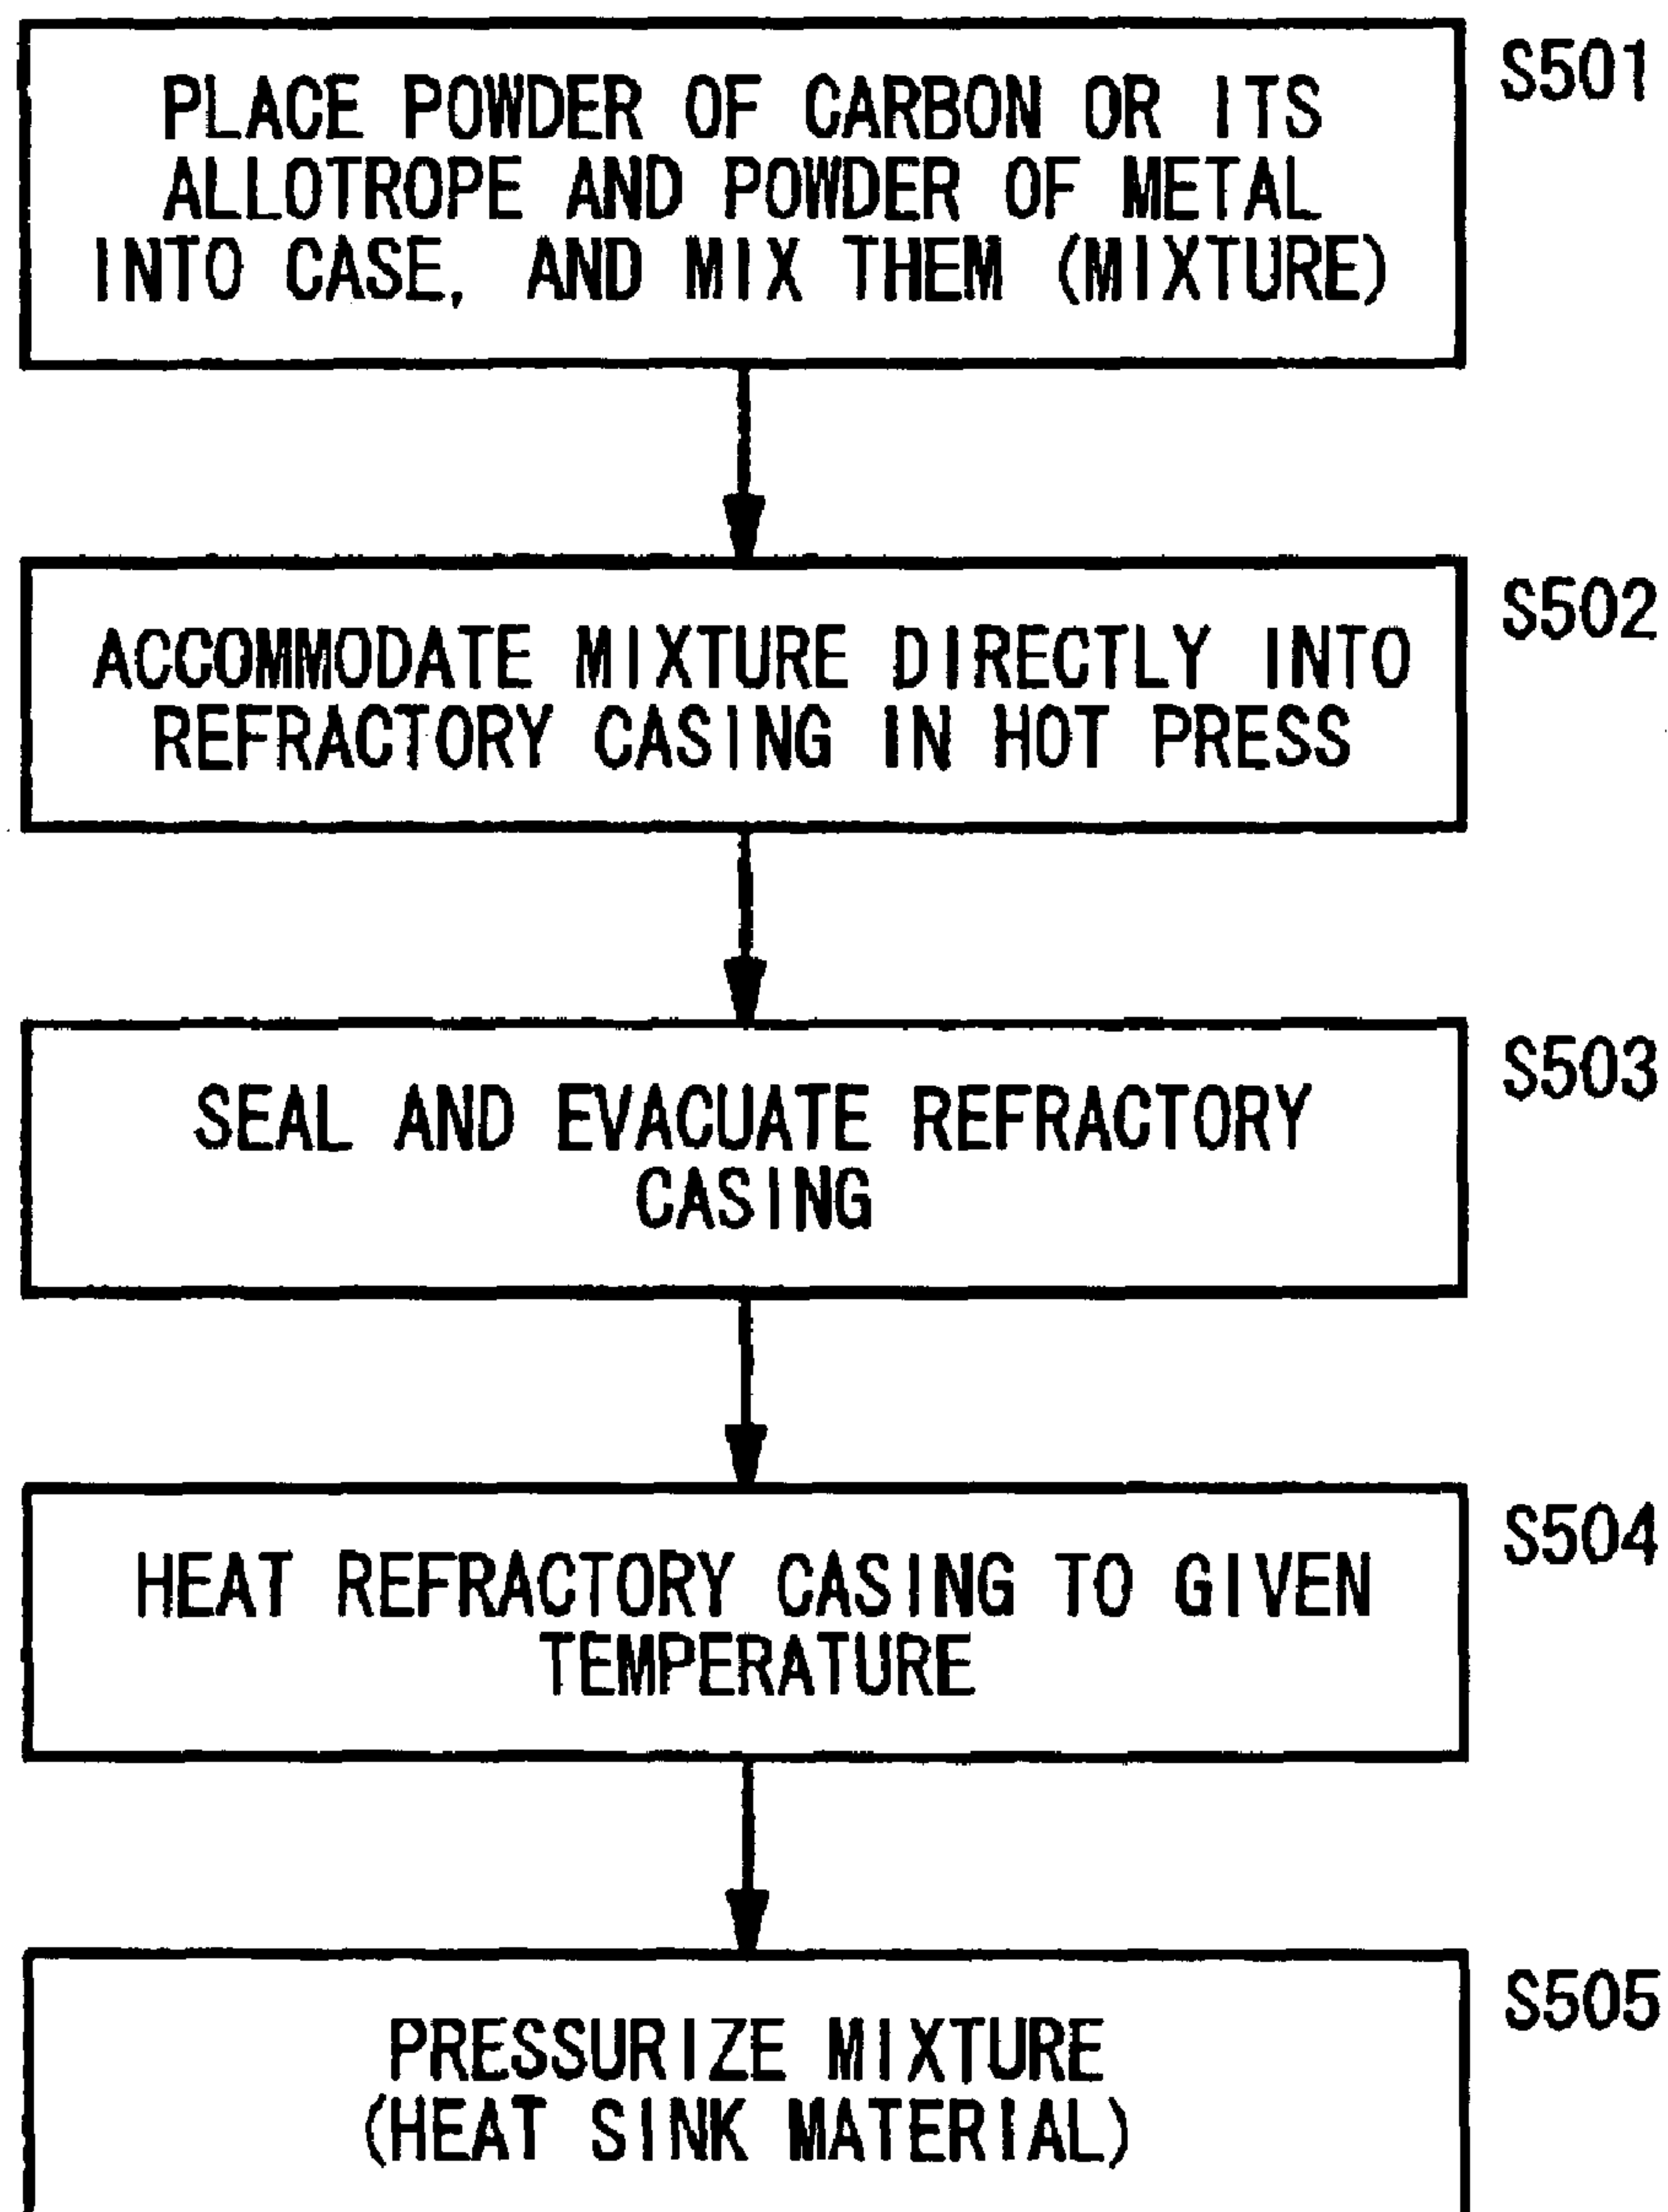 PLACE POWDER OF CARBON OR ITS
ALLOTROPE AND POWDER OF METAL
INTO CASE, AND MIX THEM (MIXTURE)
S501
ACCOMMODATE MIXTURE DIRECTLY INTO
REFRACTORY CASING IN HOT PRESS
S502
SEAL AND EVACUATE REFRACTORY
CASING
S503
HEAT REFRACTORY CASING TO GIVEN
TEMPERATURE
S504
PRESSURIZE MIXTURE
(HEAT SINK MATERIAL)
S505